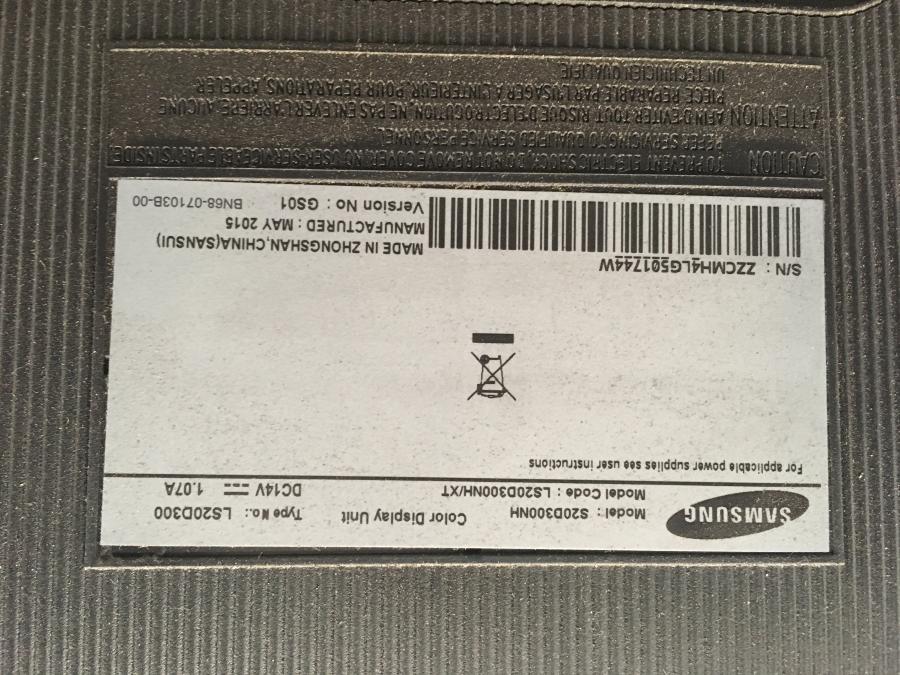 SAMSUNG
Model : S20D300NH Color Display Unit Type No.: LS20D300
Model Code : LS20D300NH/XT DC14V 1.07A
For applicable power supplies see user instructions
S/N : ZZCMH4LG501744W
MADE IN ZHONGSHAN,CHINA(SANSUI)
MANUFACTURED : MAY 2015
Version No : GS01 BN68-07103B-00
CAUTION TO PREVENT ELECTRIC SHOCK, DO NOT REMOVE COVER. NO USER-SERVICEABLE PARTS INSIDE.
REFER SERVICING TO QUALIFIED SERVICE PERSONNEL.
ATTENTION AFIN D'EVITER TOUT RISQUE D'ELECTROCUTION, NE PAS ENLEVER L'ARRIERE. AUCUNE
PIECE REPARABLE PAR L'USAGER A L'INTERIEUR. POUR REPARATIONS, APPELER
UN TECHNICIEN QUALIFIE